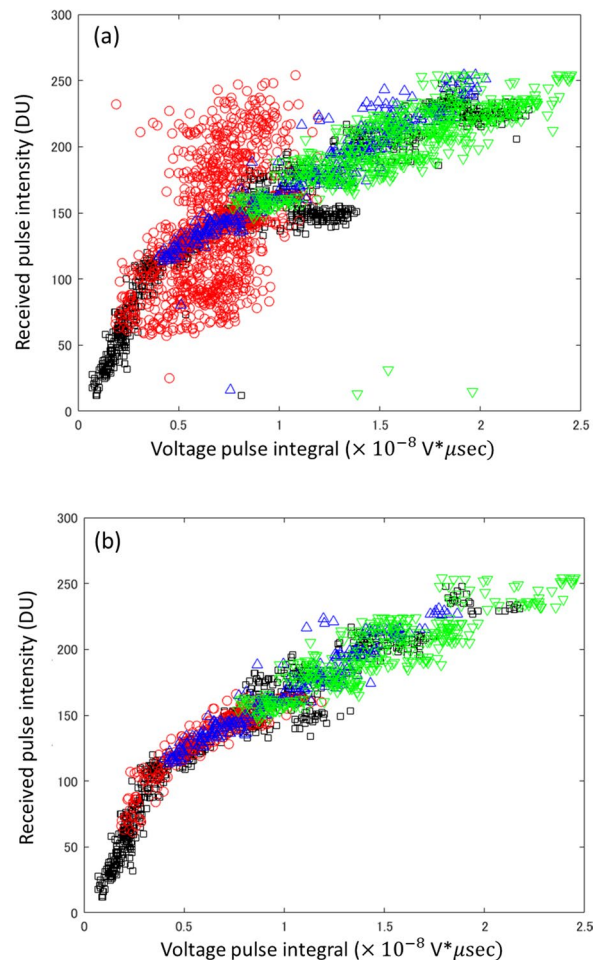 (a)
Received pulse intensity (DU)
300
250
200
150
100
50
0
0 0.5 1 1.5 2 2.5
Voltage pulse integral (× 10⁻⁸ V*μsec)
(b)
Received pulse intensity (DU)
300
250
200
150
100
50
0
0 0.5 1 1.5 2 2.5
Voltage pulse integral (× 10⁻⁸ V*μsec)